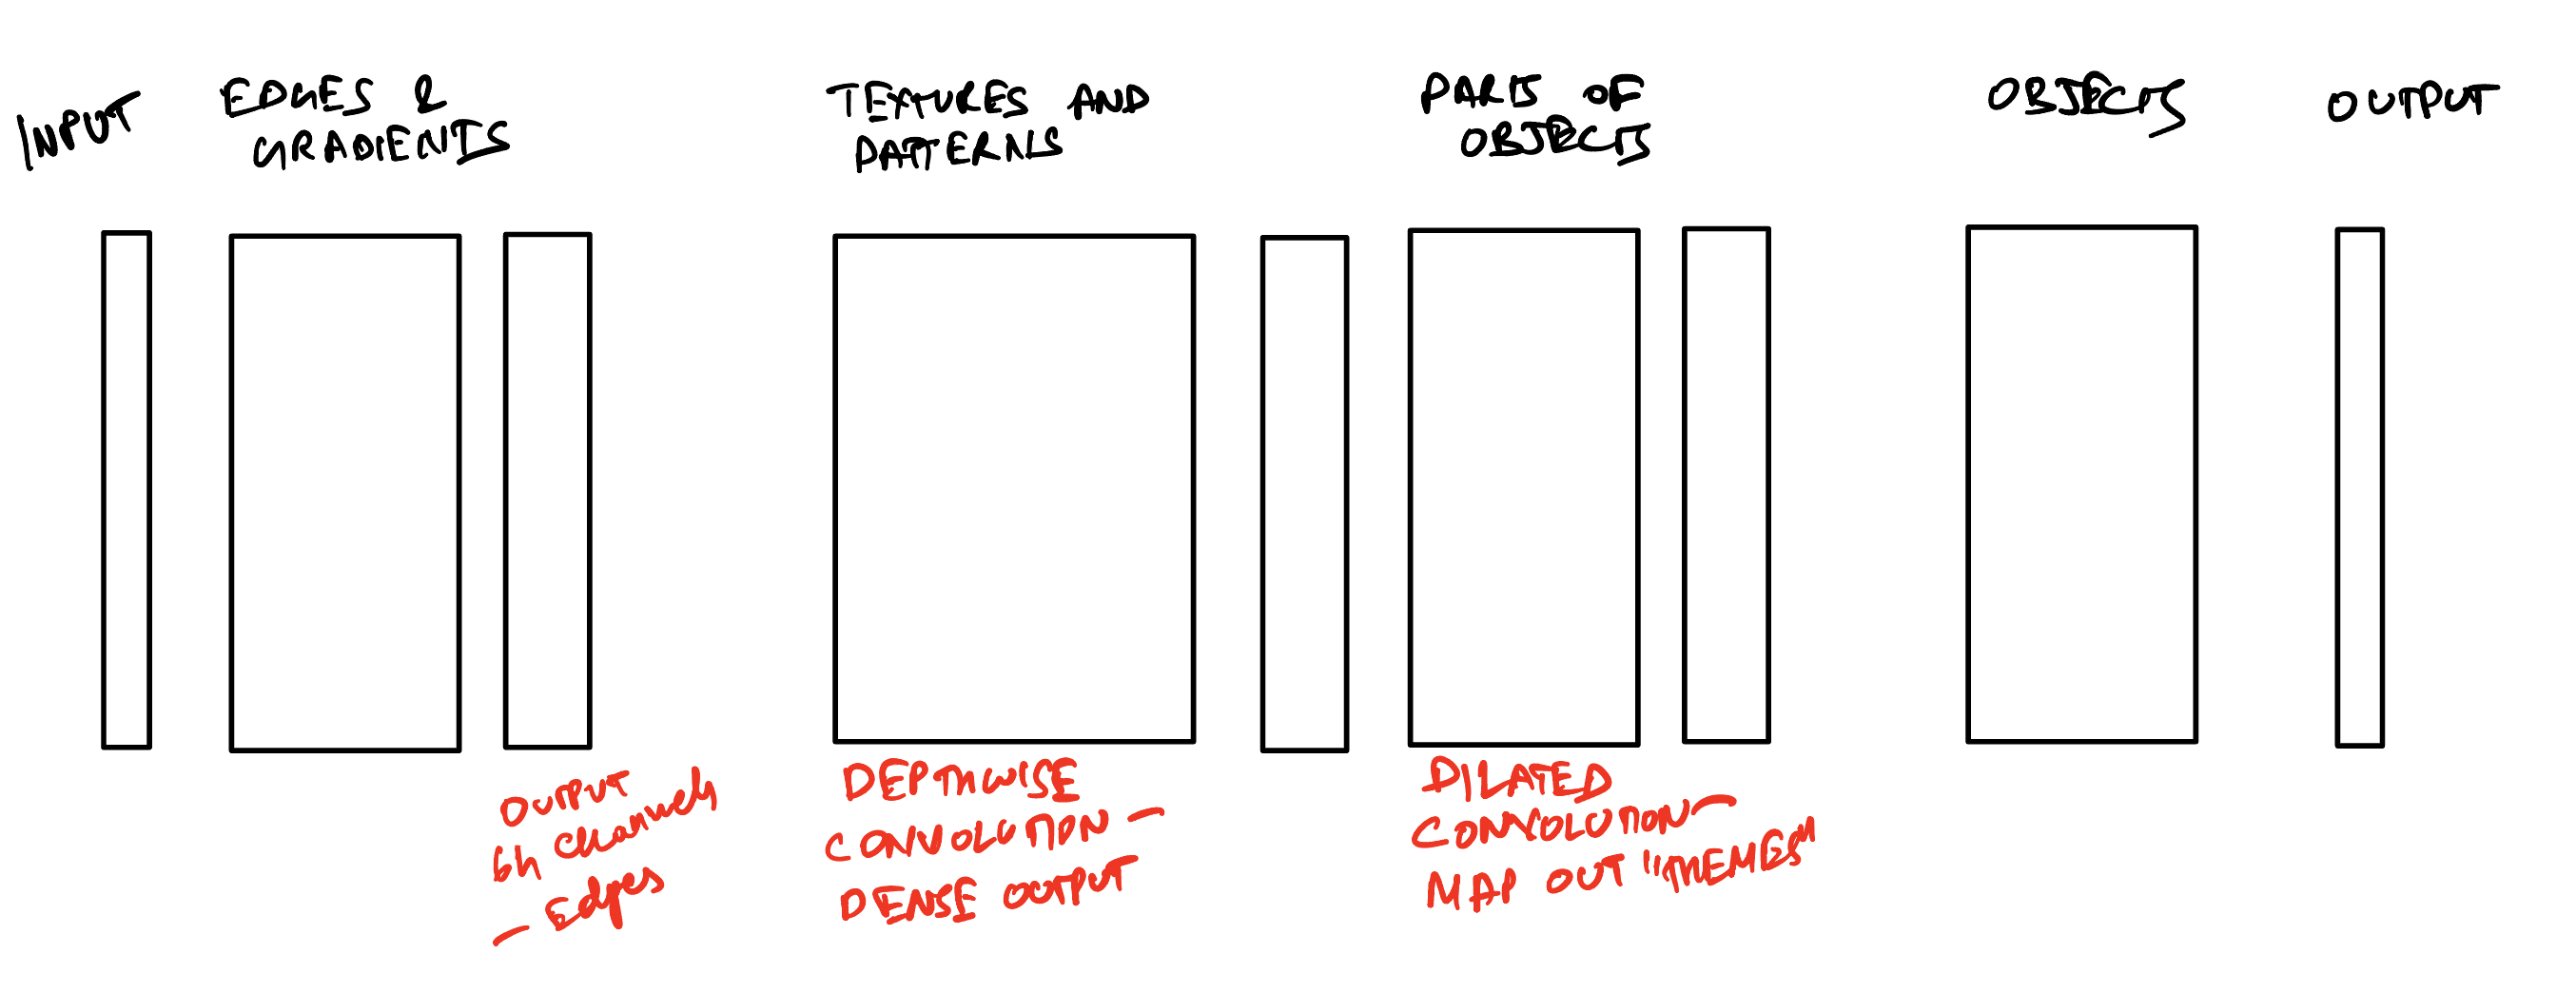 INPUT
EDGES &
GRADIENTS
TEXTURES AND
PATTERNS
PARTS OF
OBJECTS
OBJECTS
OUTPUT
OUTPUT
64 channels
- Edges
DEPTHWISE
CONVOLUTION -
DENSE OUTPUT
DILATED
CONVOLUTION -
MAP OUT "THEMES"